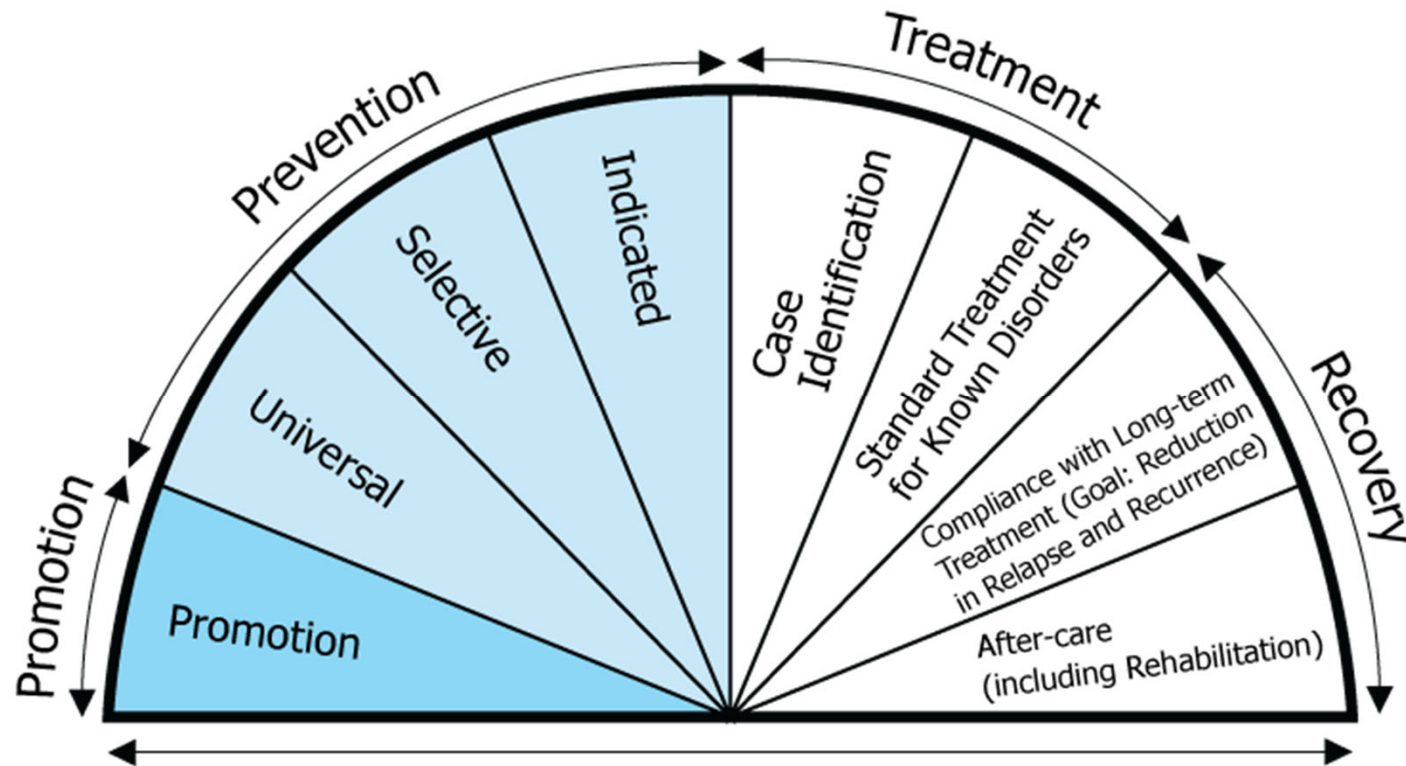 Promotion
Prevention
Treatment
Recovery
Promotion
Universal
Selective
Indicated
Case
Identification
Standard Treatment
for Known Disorders
Compliance with Long-term
Treatment (Goal: Reduction
in Relapse and Recurrence)
After-care
(including Rehabilitation)